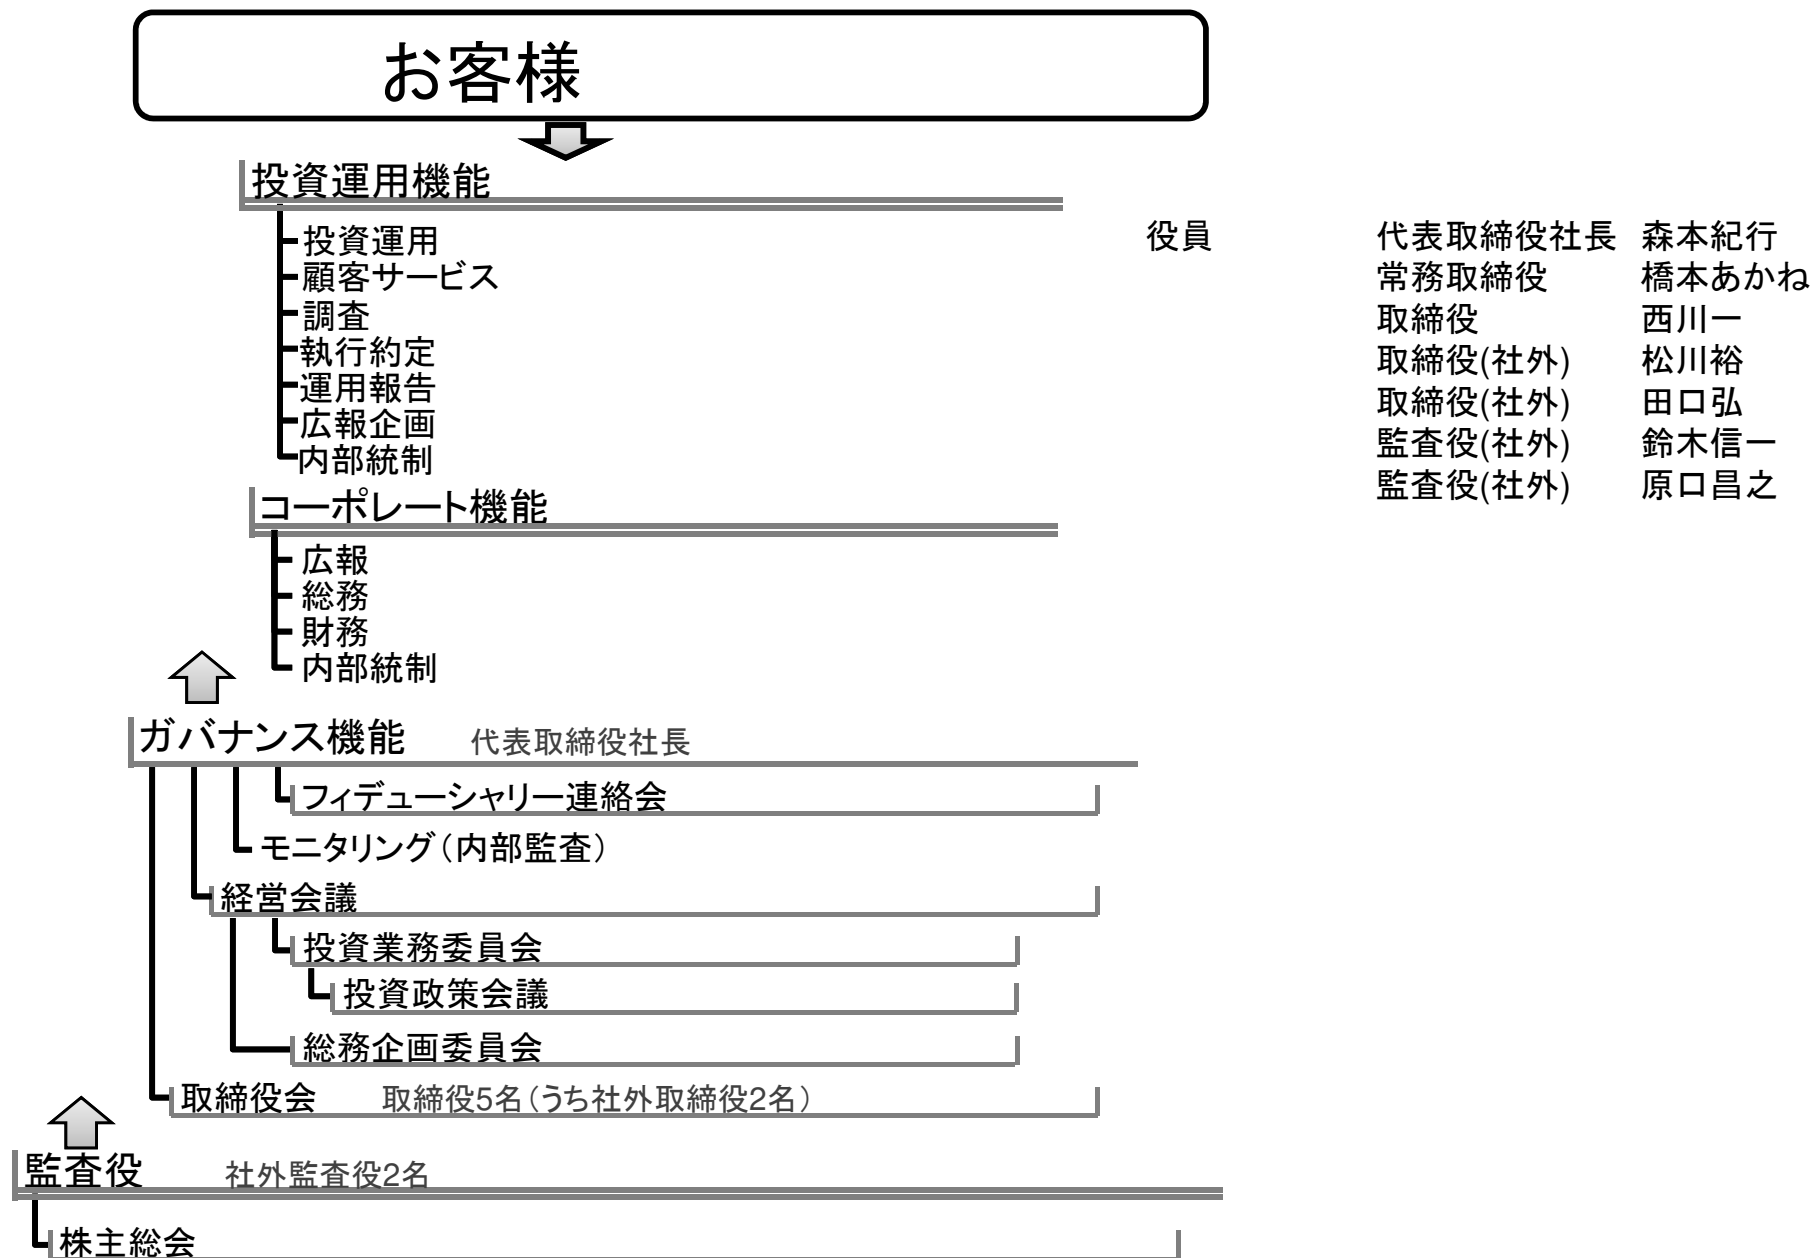 お客様
投資運用機能
投資運用
顧客サービス
調査
執行約定
運用報告
広報企画
内部統制
コーポレート機能
広報
総務
財務
内部統制
ガバナンス機能 代表取締役社長
フィデューシャリー連絡会
モニタリング（内部監査）
経営会議
投資業務委員会
投資政策会議
総務企画委員会
取締役会 取締役5名（うち社外取締役2名）
監査役 社外監査役2名
株主総会
役員 代表取締役社長 森本紀行
常務取締役 橋本あかね
取締役 西川一
取締役(社外) 松川裕
取締役(社外) 田口弘
監査役(社外) 鈴木信一
監査役(社外) 原口昌之